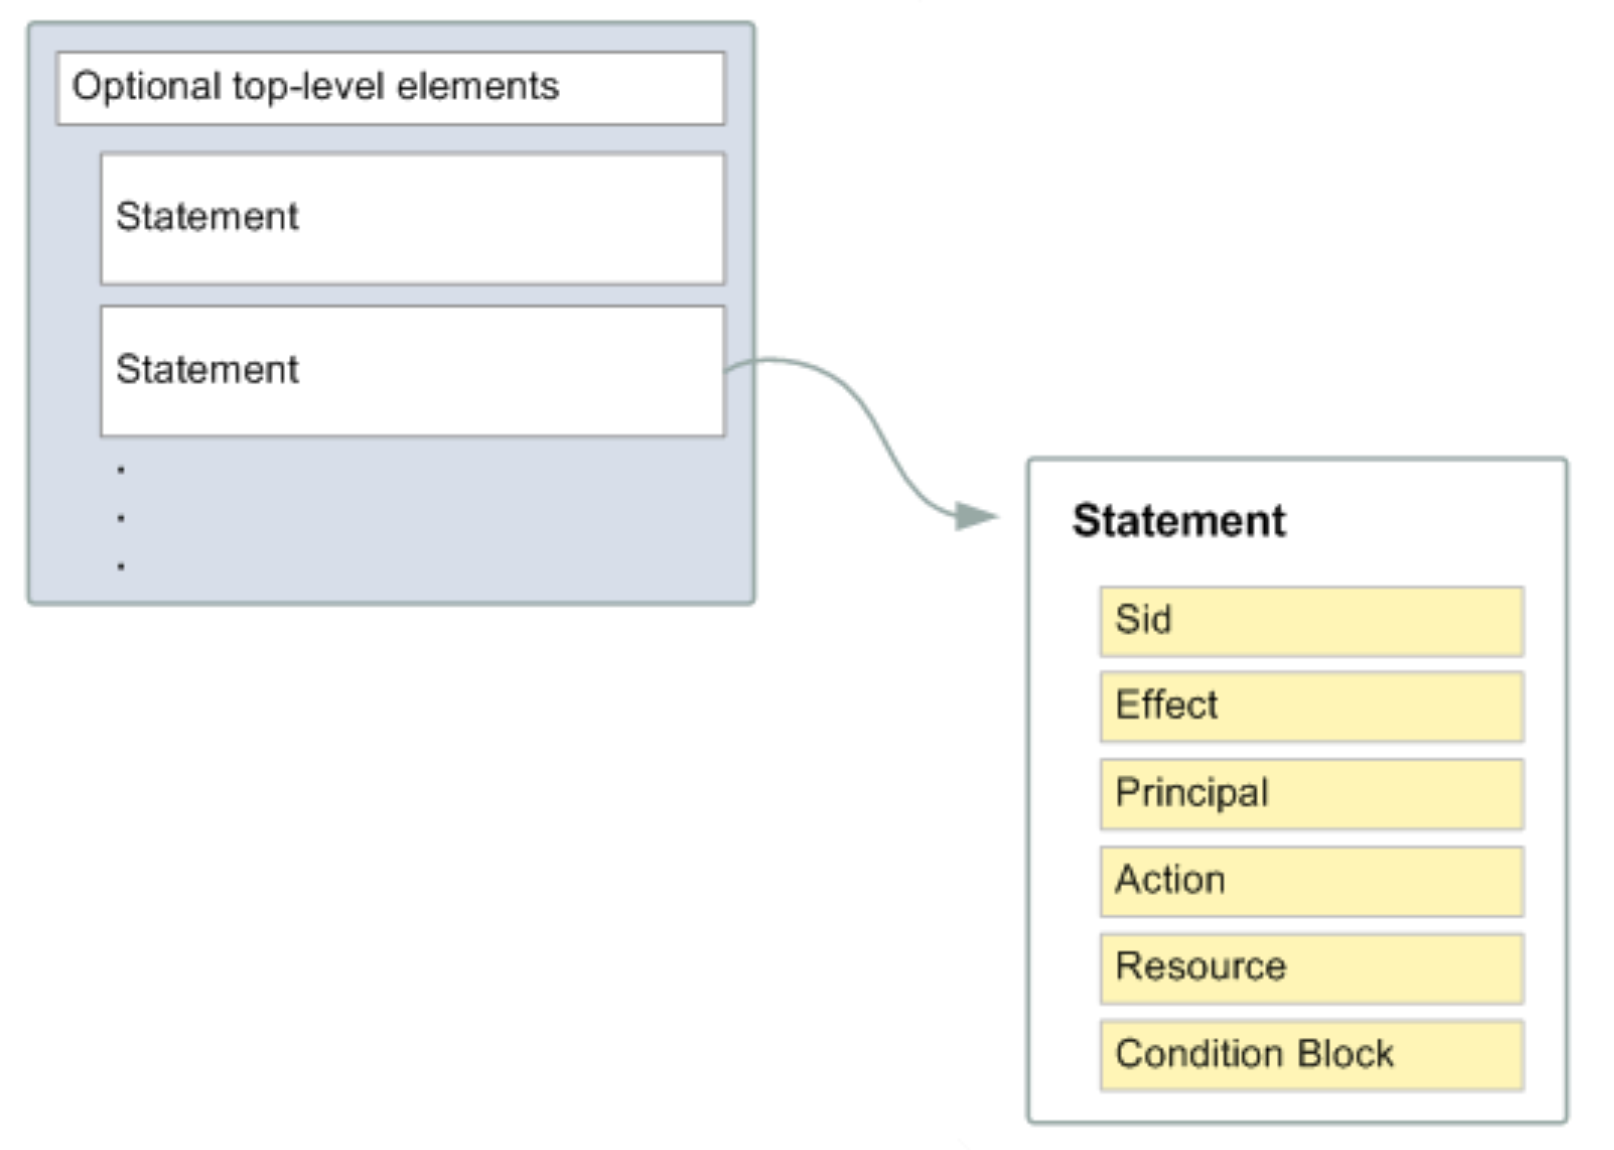 Optional top-level elements
Statement
Statement
.
.
.
Statement
Sid
Effect
Principal
Action
Resource
Condition Block